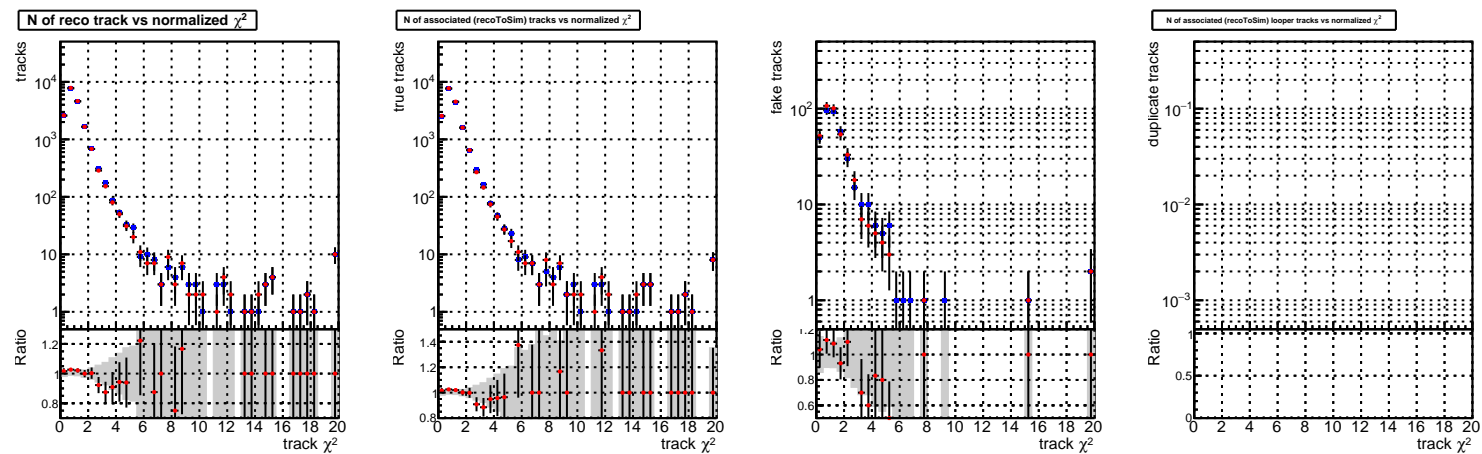 N of reco track vs normalized χ²
tracks
10⁴
10³
10²
10
1
Ratio
1.2
1
0.8
0 2 4 6 8 10 12 14 16 18 20
track χ²
N of associated (recoToSim) tracks vs normalized χ²
true tracks
10⁴
10³
10²
10
1
Ratio
1.4
1.2
1
0.8
0 2 4 6 8 10 12 14 16 18 20
track χ²
fake tracks
10²
10
1
Ratio
1.2
1
0.8
0.6
0 2 4 6 8 10 12 14 16 18 20
track χ²
N of associated (recoToSim) looper tracks vs normalized χ²
duplicate tracks
10⁻¹
10⁻²
10⁻³
Ratio
1
0.5
0
0 2 4 6 8 10 12 14 16 18 20
track χ²